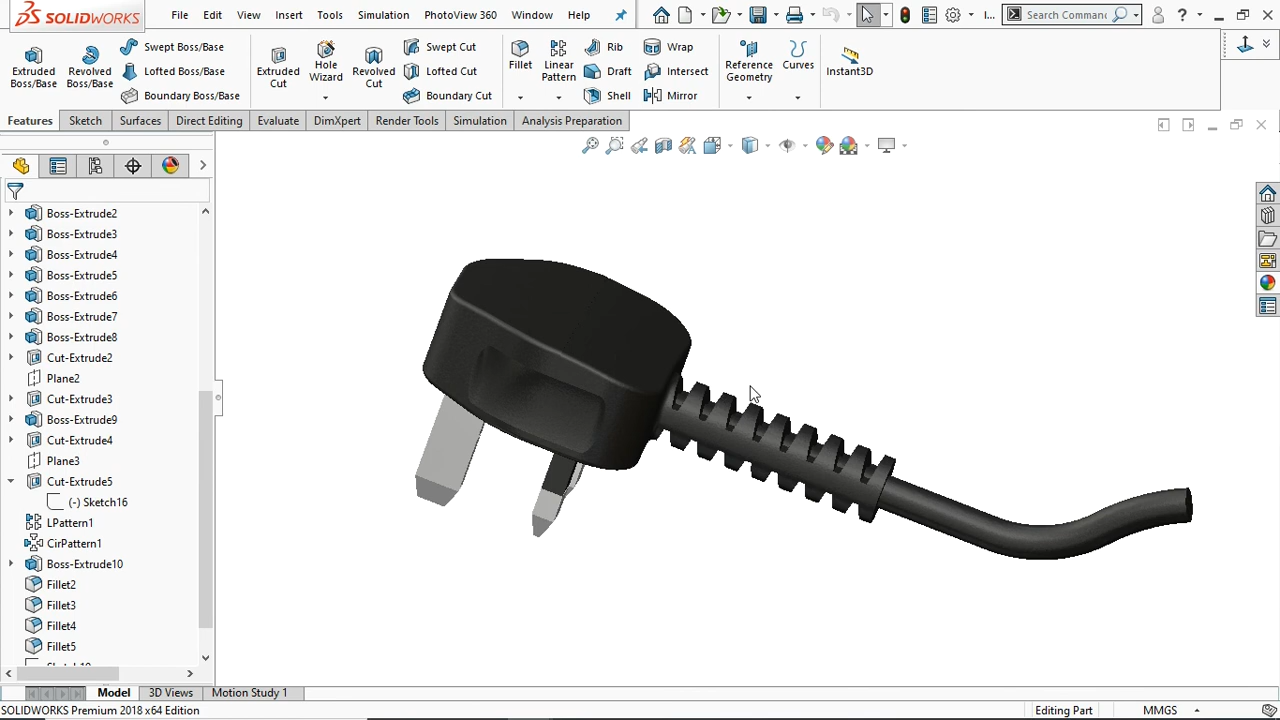 SOLIDWORKS File Edit View Insert Tools Simulation PhotoView 360 Window Help I... Search Comman ?
Extruded Boss/Base
Revolved Boss/Base
Swept Boss/Base
Lofted Boss/Base
Boundary Boss/Base
Extruded Cut
Hole Wizard
Revolved Cut
Swept Cut
Lofted Cut
Boundary Cut
Fillet
Linear Pattern
Rib
Draft
Shell
Wrap
Intersect
Mirror
Reference Geometry
Curves
Instant3D
Features Sketch Surfaces Direct Editing Evaluate DimXpert Render Tools Simulation Analysis Preparation
Boss-Extrude2
Boss-Extrude3
Boss-Extrude4
Boss-Extrude5
Boss-Extrude6
Boss-Extrude7
Boss-Extrude8
Cut-Extrude2
Plane2
Cut-Extrude3
Boss-Extrude9
Cut-Extrude4
Plane3
Cut-Extrude5
(-) Sketch16
LPattern1
CirPattern1
Boss-Extrude10
Fillet2
Fillet3
Fillet4
Fillet5
Model 3D Views Motion Study 1
SOLIDWORKS Premium 2018 x64 Edition Editing Part MMGS